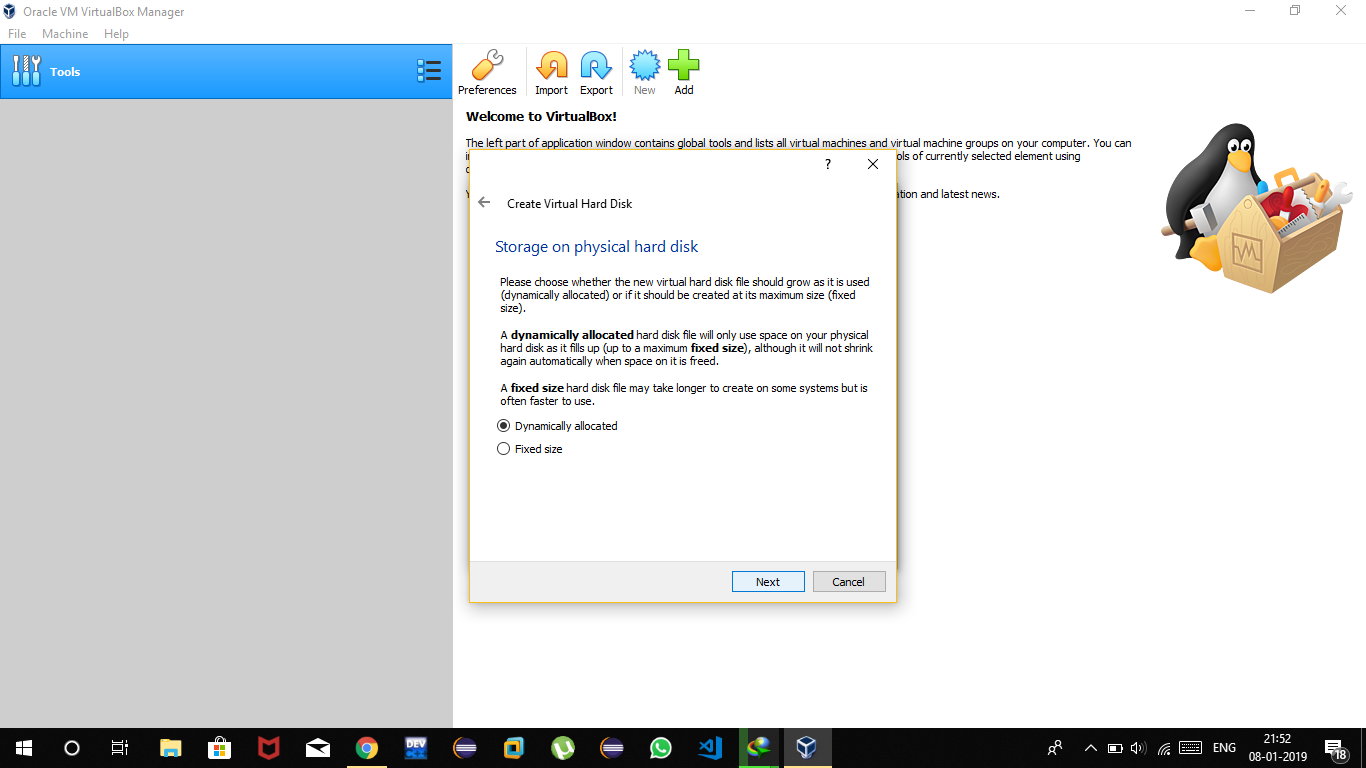 Oracle VM VirtualBox Manager
File Machine Help
Tools
Preferences Import Export New Add
Welcome to VirtualBox!
The left part of application window contains global tools and lists all virtual machines and virtual machine groups on your computer. You can
ols of currently selected element using
ation and latest news.
?
Create Virtual Hard Disk
Storage on physical hard disk
Please choose whether the new virtual hard disk file should grow as it is used
(dynamically allocated) or if it should be created at its maximum size (fixed
size).
A dynamically allocated hard disk file will only use space on your physical
hard disk as it fills up (up to a maximum fixed size), although it will not shrink
again automatically when space on it is freed.
A fixed size hard disk file may take longer to create on some systems but is
often faster to use.
Dynamically allocated
Fixed size
Next Cancel
DEV
ENG
21:52
08-01-2019
18